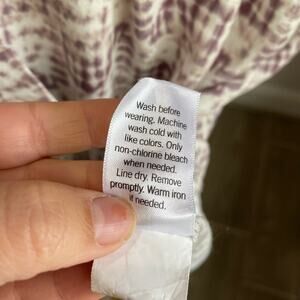 Wash before
wearing. Machine
wash cold with
like colors. Only
non-chlorine bleach
when needed.
Line dry. Remove
promptly. Warm iron
if needed.